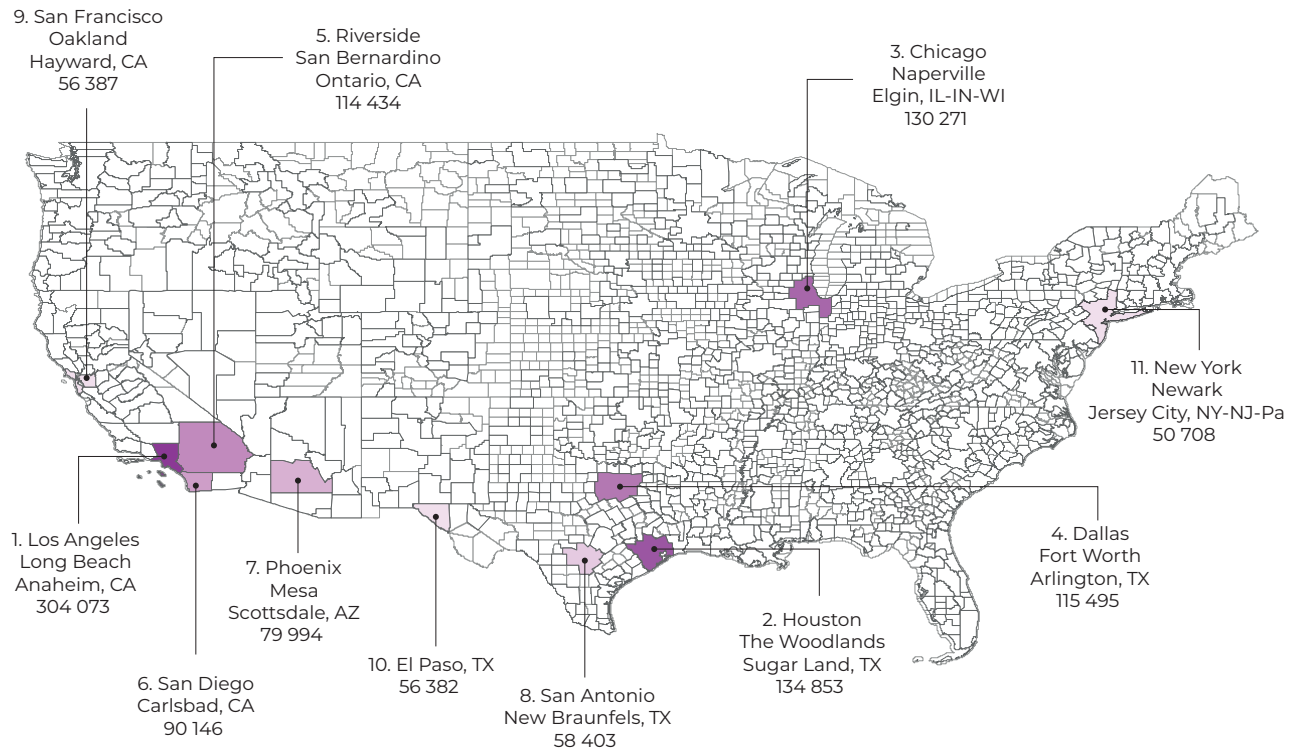 9. San Francisco
Oakland
Hayward, CA
56 387
5. Riverside
San Bernardino
Ontario, CA
114 434
3. Chicago
Naperville
Elgin, IL-IN-WI
130 271
11. New York
Newark
Jersey City, NY-NJ-Pa
50 708
1. Los Angeles
Long Beach
Anaheim, CA
304 073
7. Phoenix
Mesa
Scottsdale, AZ
79 994
4. Dallas
Fort Worth
Arlington, TX
115 495
6. San Diego
Carlsbad, CA
90 146
10. El Paso, TX
56 382
8. San Antonio
New Braunfels, TX
58 403
2. Houston
The Woodlands
Sugar Land, TX
134 853